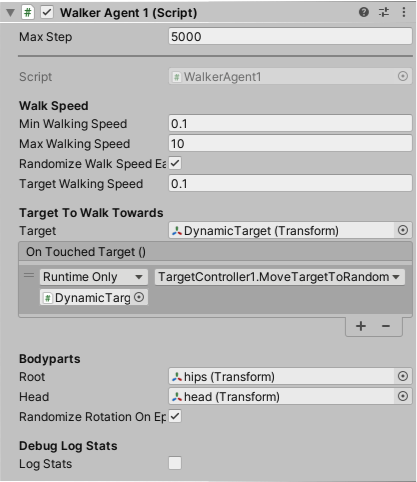 Walker Agent 1 (Script)
Max Step 5000
Script WalkerAgent1
Walk Speed
Min Walking Speed 0.1
Max Walking Speed 10
Randomize Walk Speed Ea
Target Walking Speed 0.1
Target To Walk Towards
Target DynamicTarget (Transform)
On Touched Target ()
Runtime Only TargetController1.MoveTargetToRandom
DynamicTarg
Bodyparts
Root hips (Transform)
Head head (Transform)
Randomize Rotation On Ep
Debug Log Stats
Log Stats